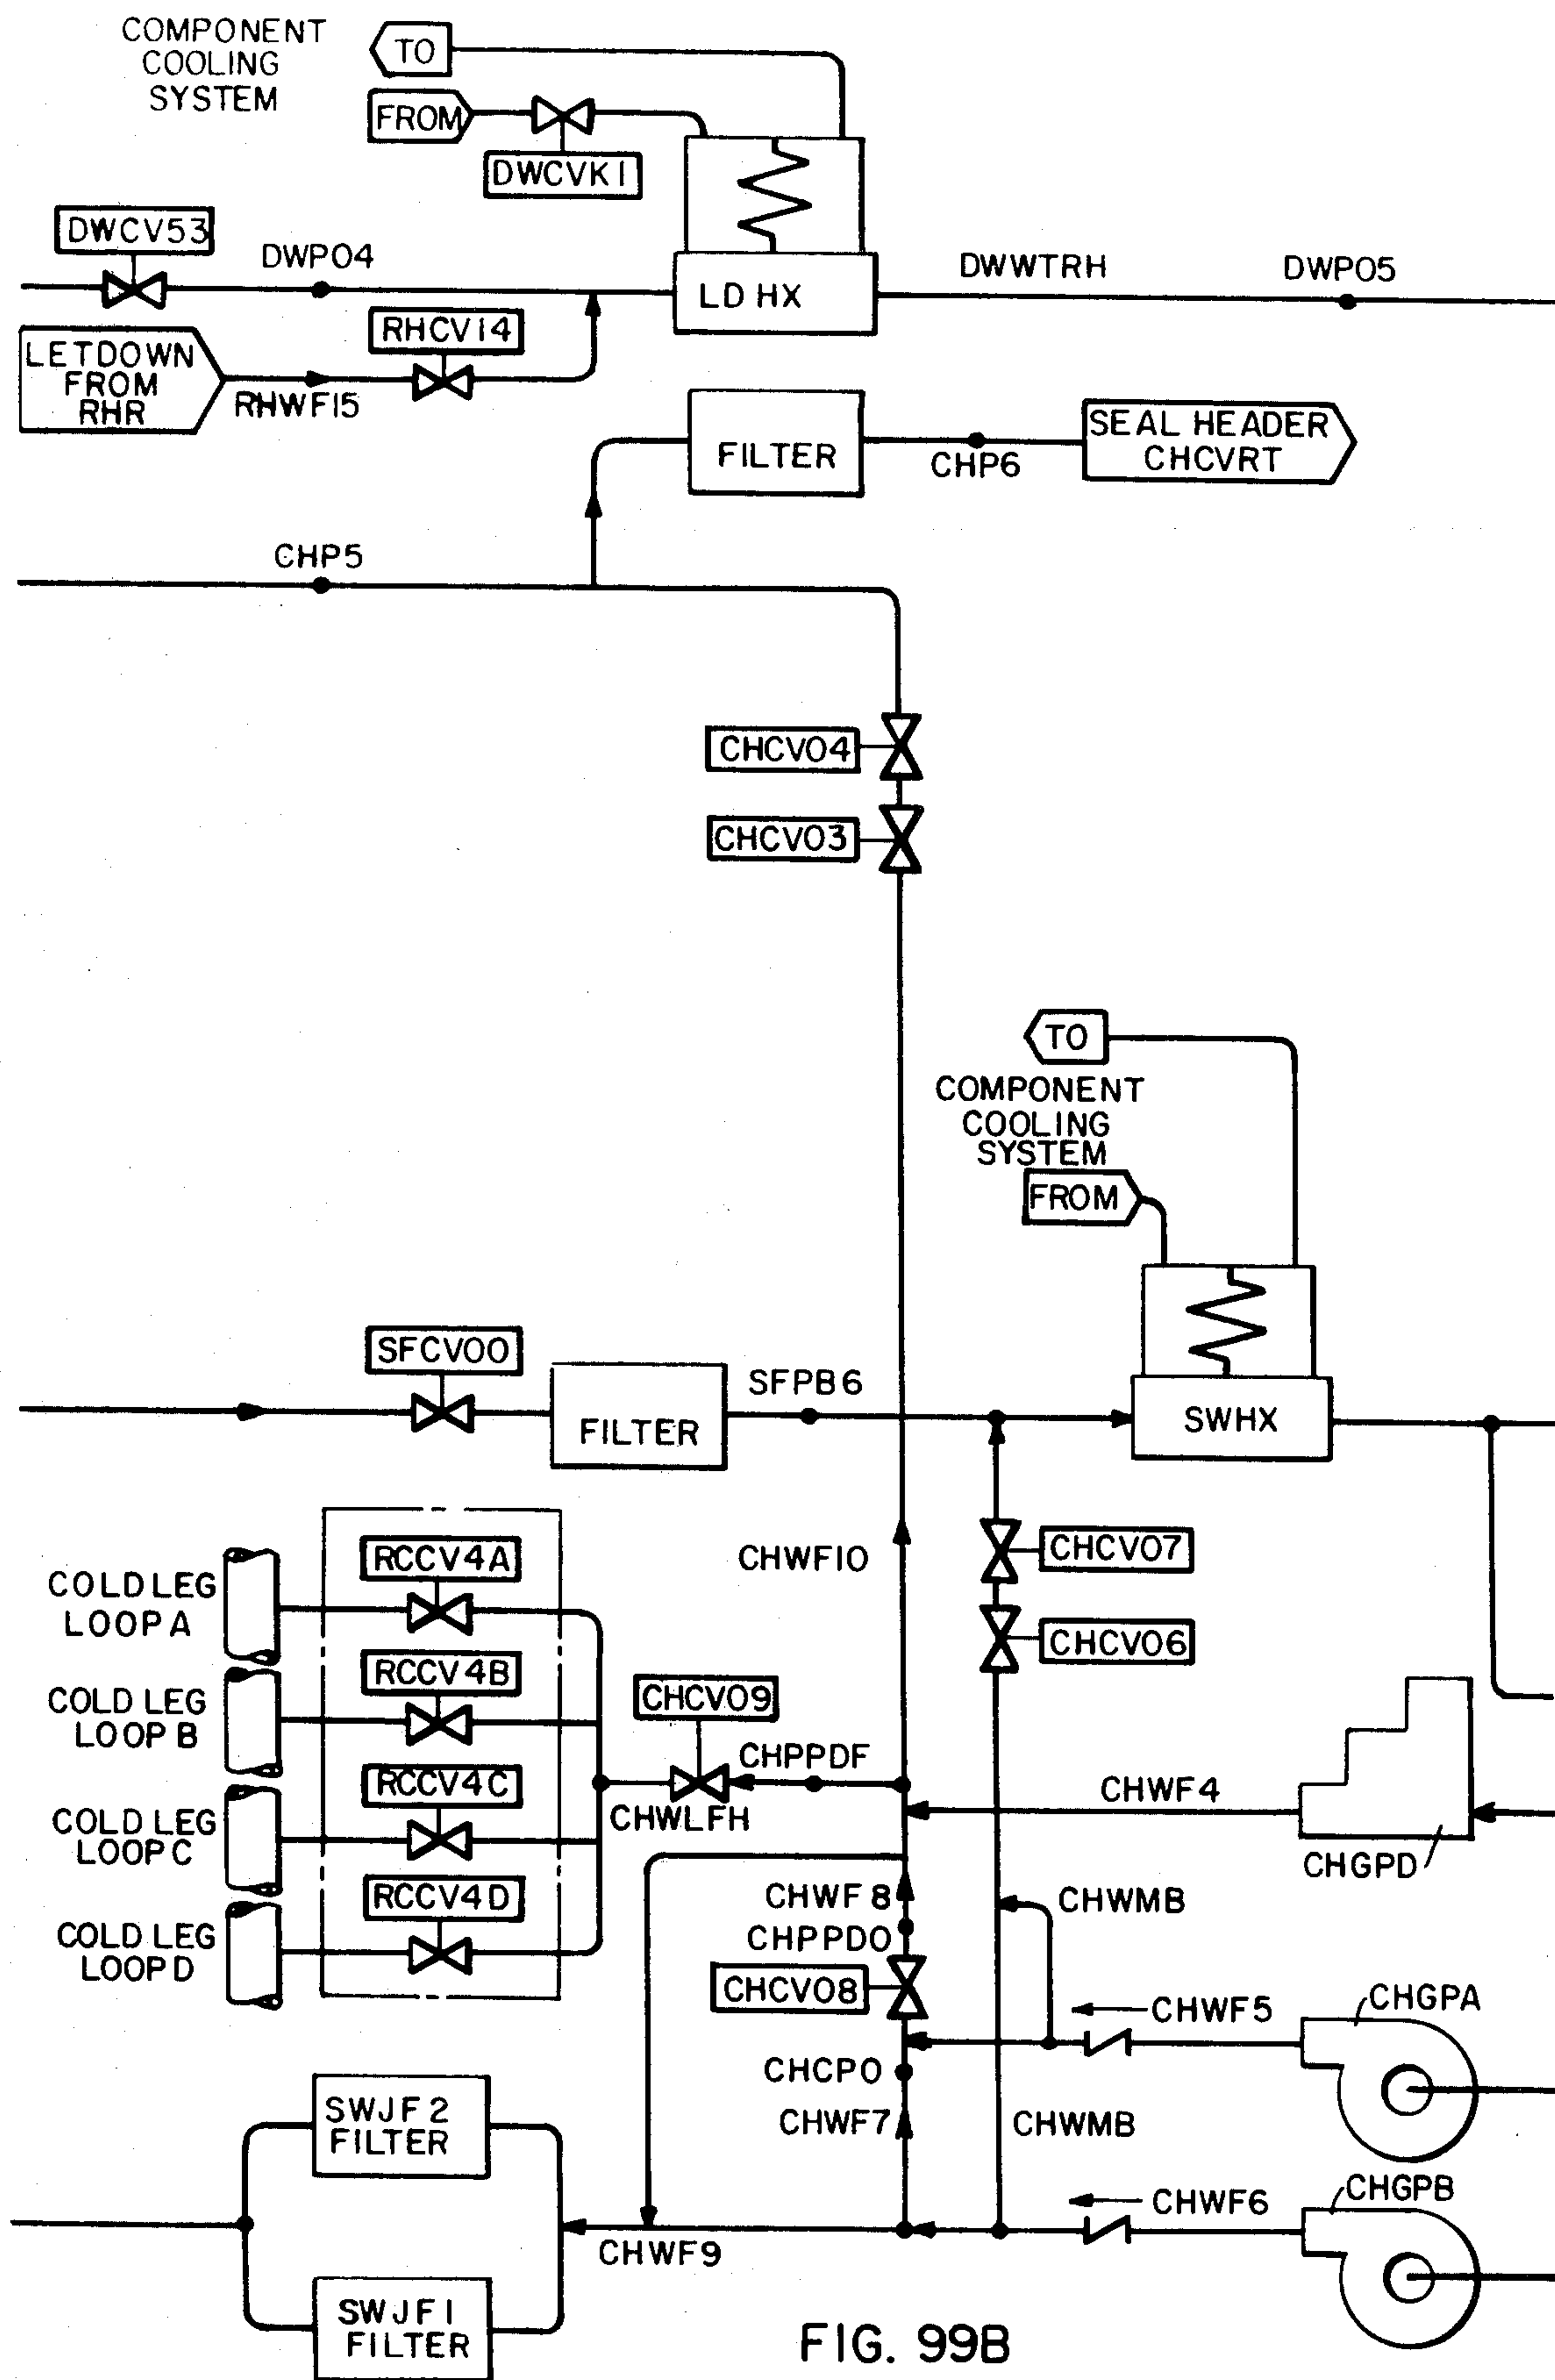 COMPONENT
COOLING
SYSTEM
TO
FROM
DWCVK1
DWCV53
DWP04
LD HX
DWWTRH
DWP05
LETDOWN
FROM
RHR
RHCV14
RHWF15
FILTER
CHP6
SEAL HEADER
CHCVRT
CHP5
CHCV04
CHCV03
TO
COMPONENT
COOLING
SYSTEM
FROM
SFCV00
FILTER
SFPB6
SWHX
CHWF10
CHCV07
CHCV06
COLD LEG
LOOP A
RCCV4A
COLD LEG
LOOP B
RCCV4B
CHCV09
CHPPDF
CHWLFH
COLD LEG
LOOP C
RCCV4C
CHWF4
CHGPD
COLD LEG
LOOP D
RCCV4D
CHWF8
CHPPDO
CHCV08
CHWMB
CHWF5
CHGPA
CHCPO
CHWF7
CHWMB
SWJF2
FILTER
CHWF9
CHWF6
CHGPB
SWJF1
FILTER
FIG. 99B